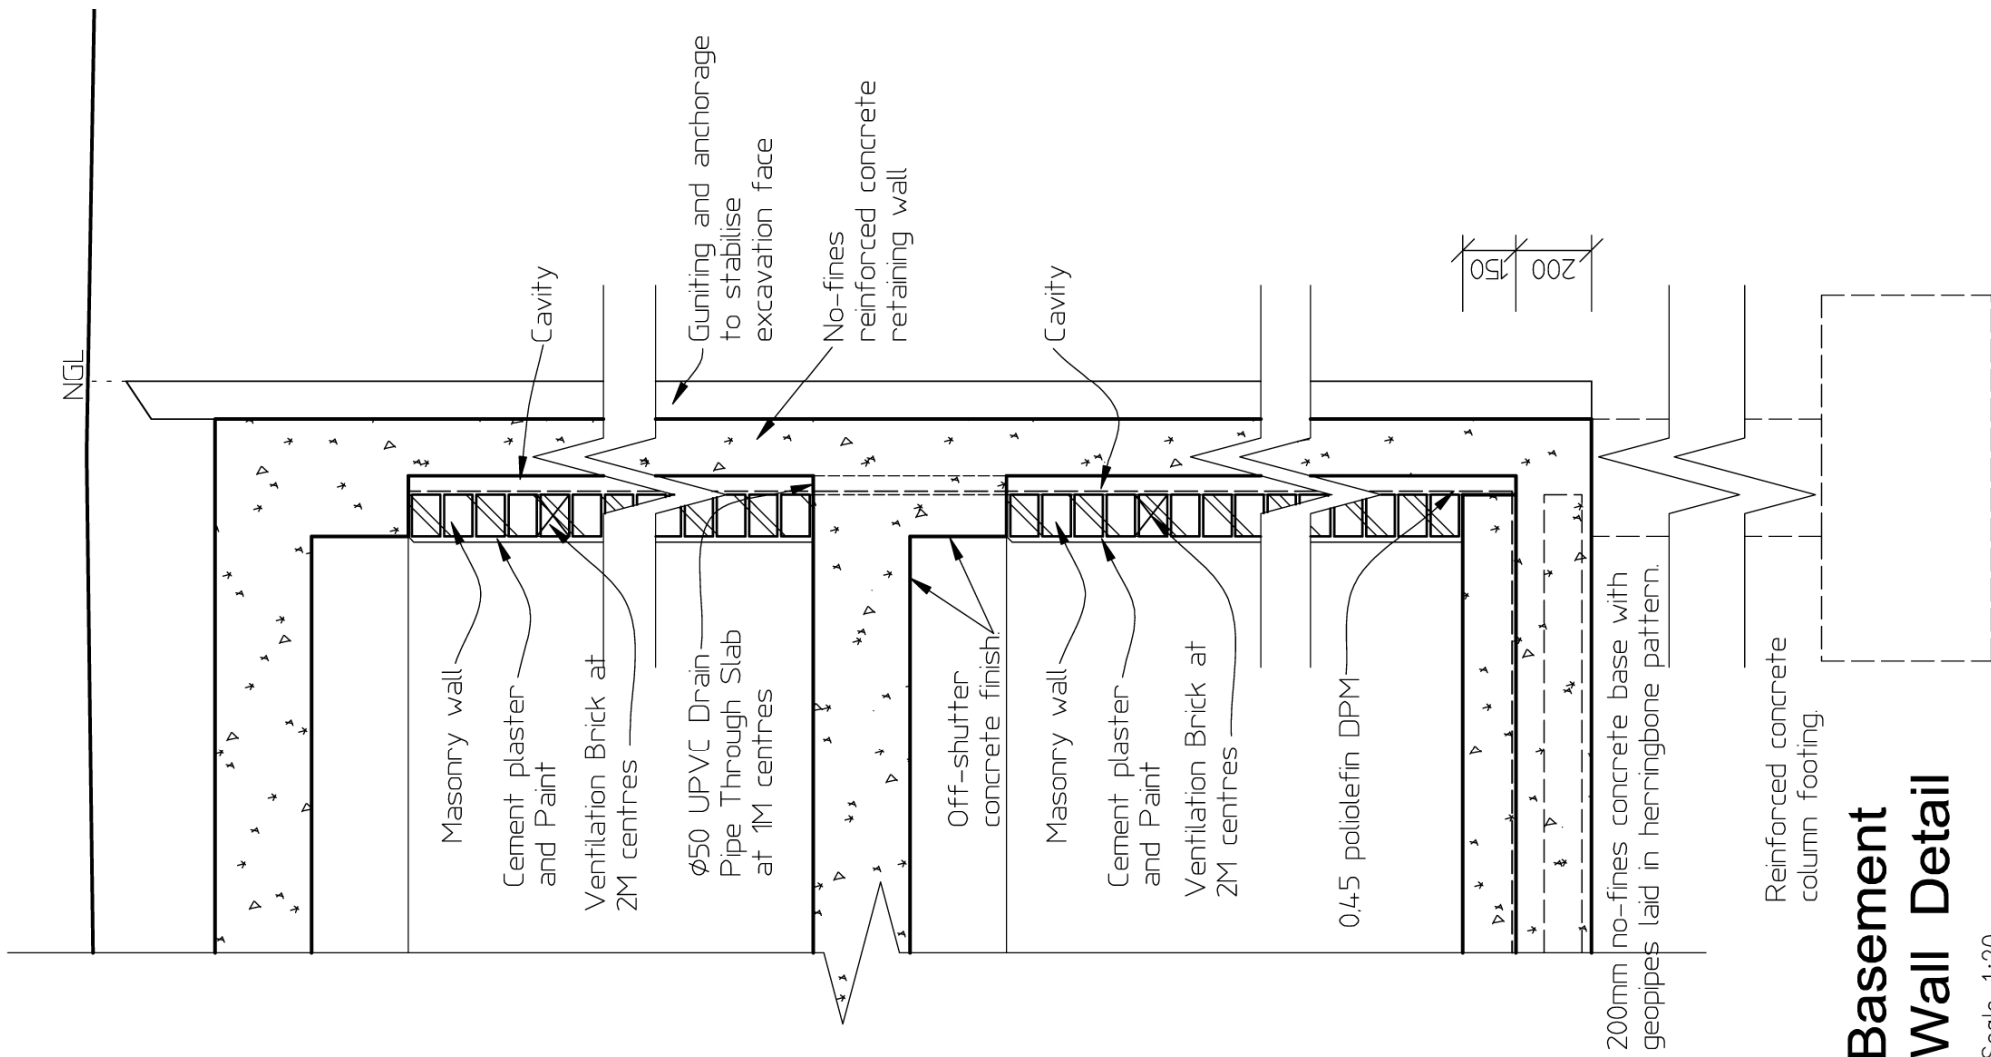 NGL
Cavity
Guniting and anchorage
to stabilise
excavation face
No-fines
reinforced concrete
retaining wall
Cavity
150
200
Masonry wall
Cement plaster
and Paint
Ventilation Brick at
2M centres
ø50 UPVC Drain
Pipe Through Slab
at 1M centres
Off-shutter
concrete finish.
Masonry wall
Cement plaster
and Paint
Ventilation Brick at
2M centres
0.45 poliolefin DPM
200mm no-fines concrete base with
geopipes laid in herringbone pattern.
Reinforced concrete
column footing.
Basement
Wall Detail
Scale 1:20